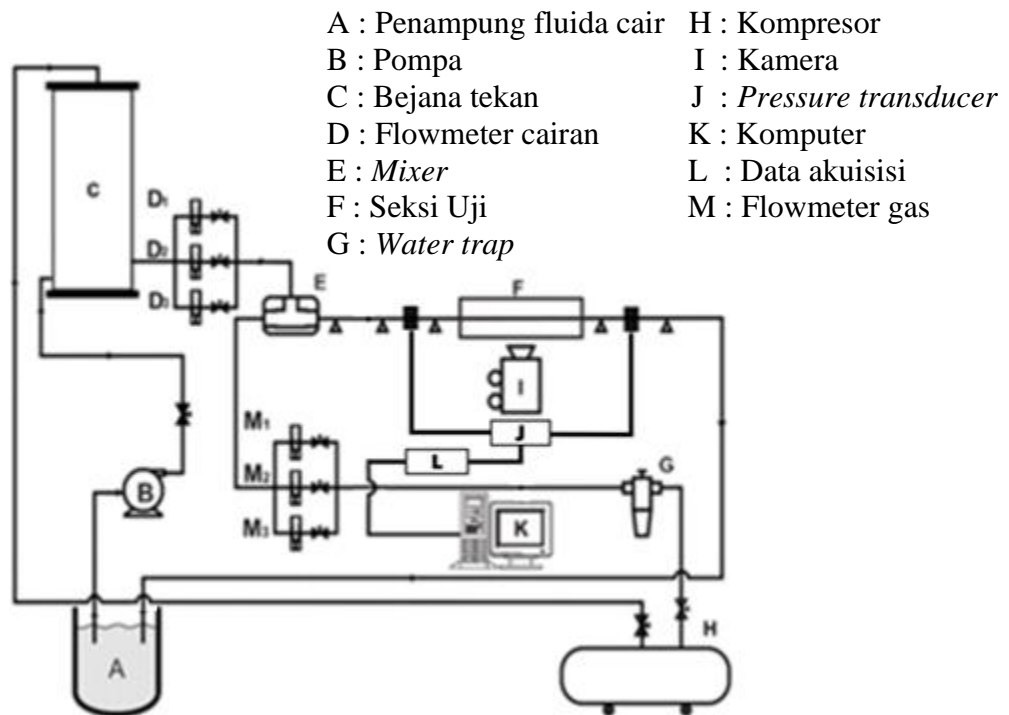 A : Penampung fluida cair
B : Pompa
C : Bejana tekan
D : Flowmeter cairan
E : Mixer
F : Seksi Uji
G : Water trap
H : Kompresor
I : Kamera
J : Pressure transducer
K : Komputer
L : Data akuisisi
M : Flowmeter gas
C
D1
D2
D3
E
F
I
M1
J
L
M2
G
B
M3
K
H
A